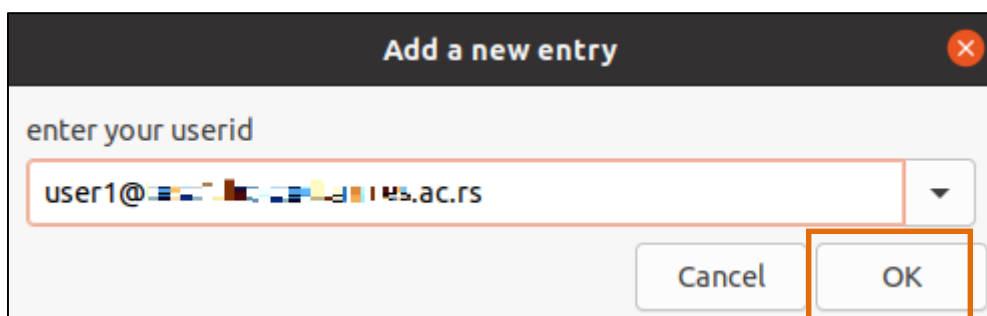 Add a new entry
enter your userid
user1@ .ac.rs
Cancel
OK